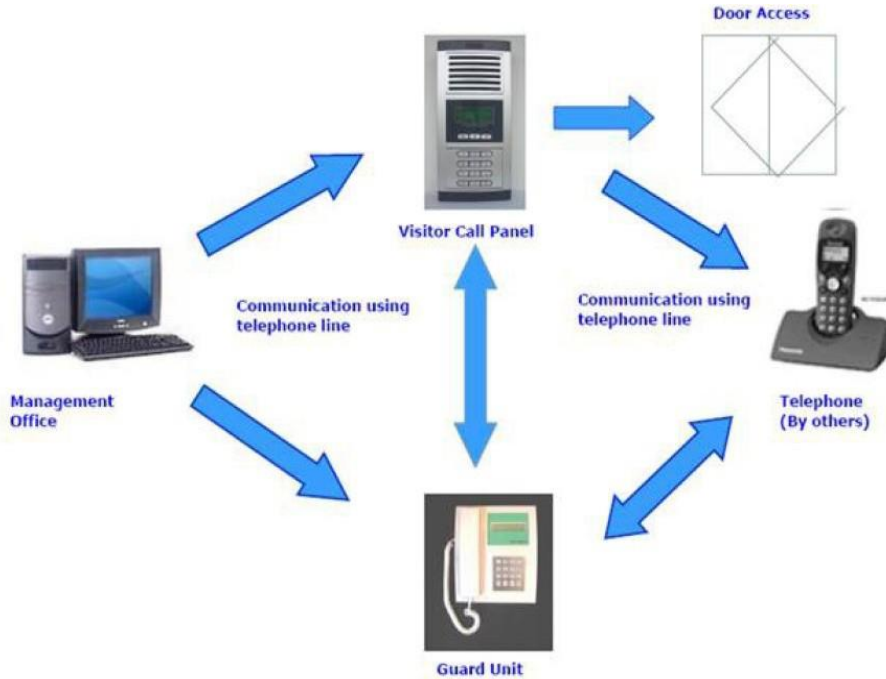 Door Access
Visitor Call Panel
Communication using
telephone line
Communication using
telephone line
Management
Office
Telephone
(By others)
Guard Unit